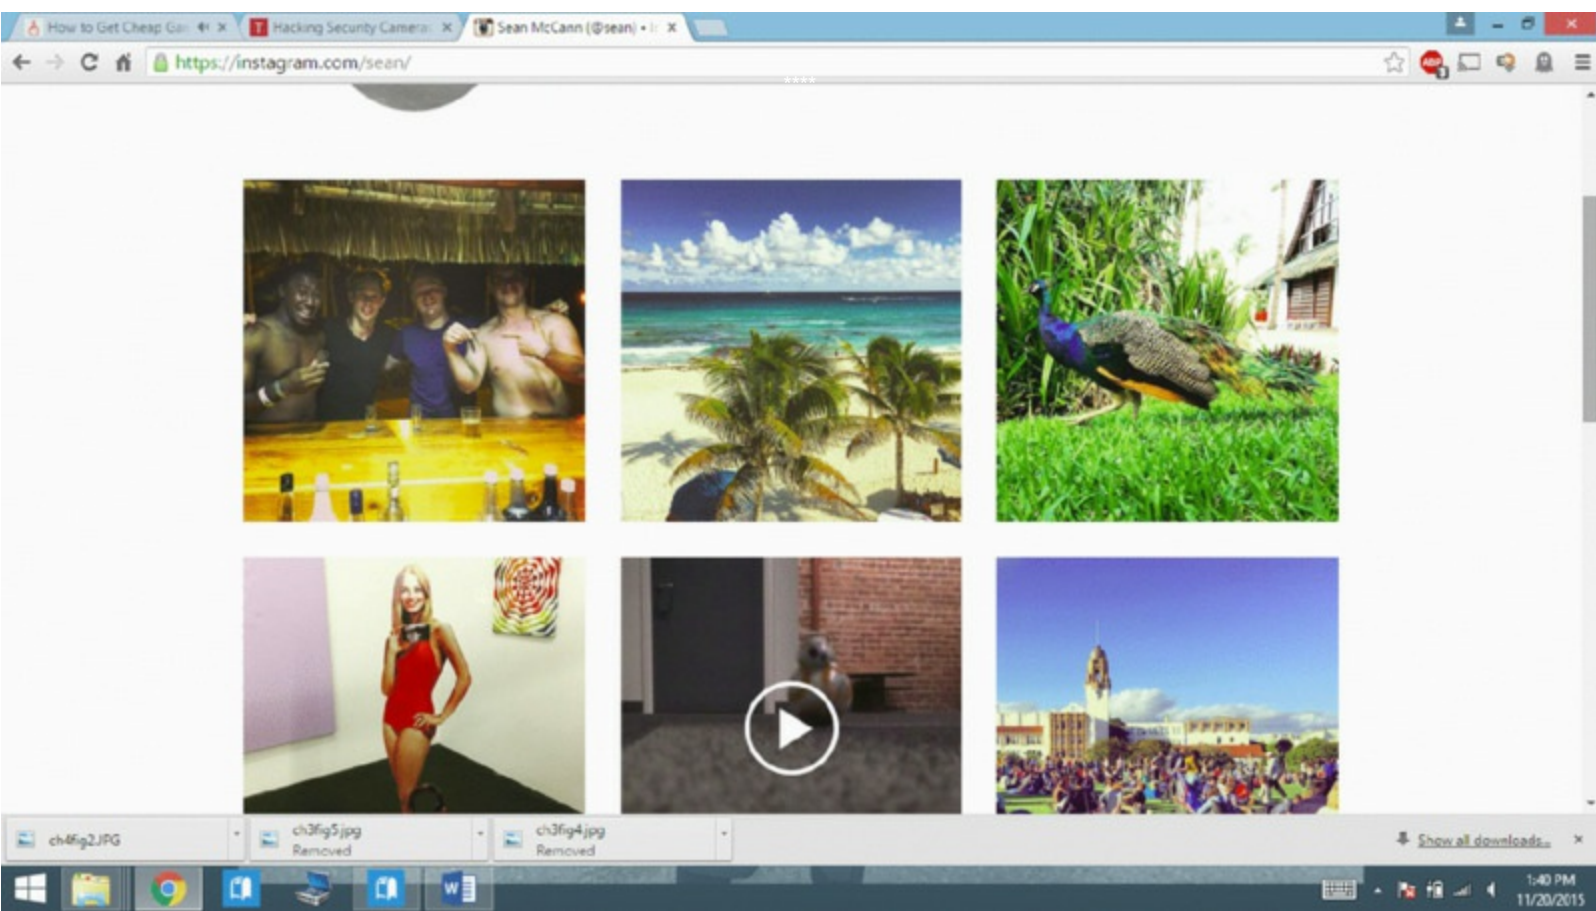 How to Get Cheap Ga
Hacking Security Camera
Sean McCann (@sean) • I
https://instagram.com/sean/
ABP
ch4fig2.JPG
ch3fig5.jpg
Removed
ch3fig4.jpg
Removed
Show all downloads...
1:40 PM
11/20/2015